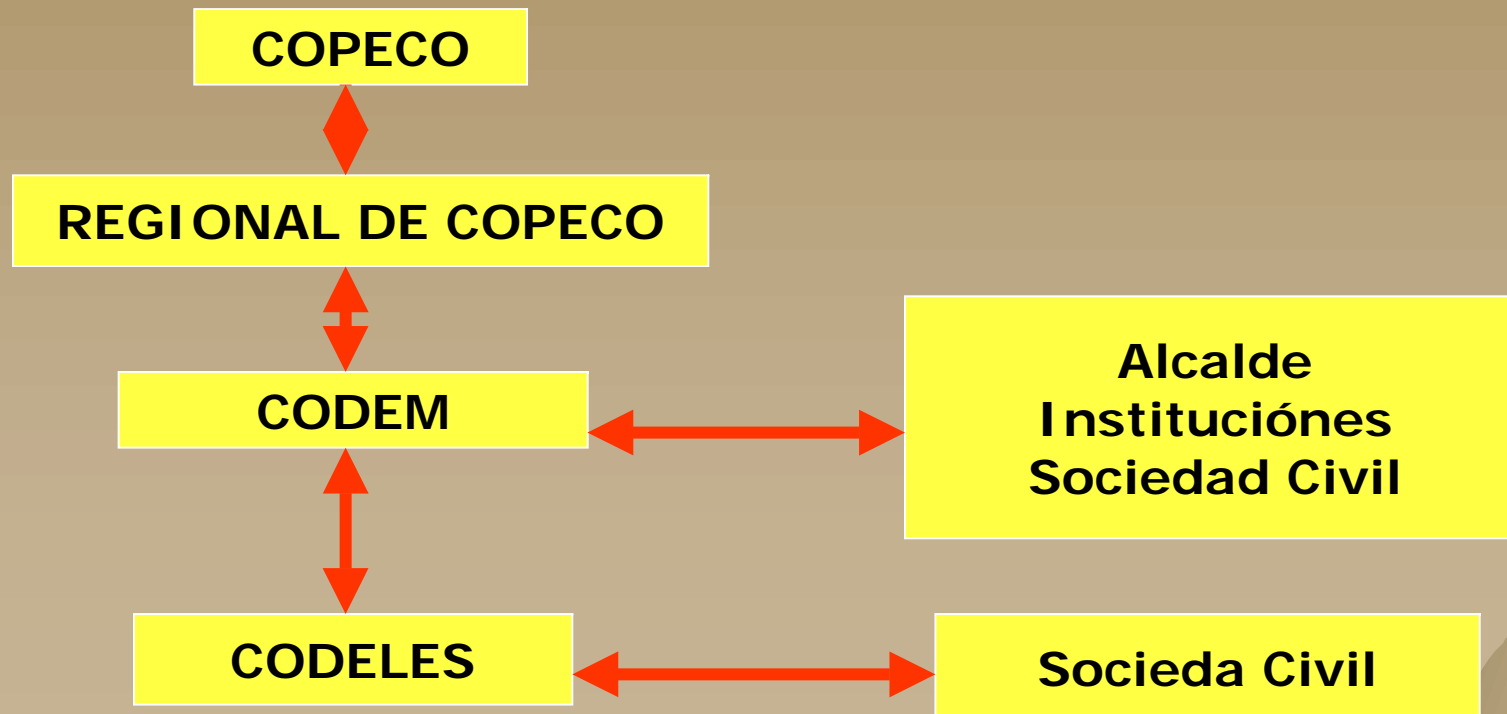 COPECO
REGIONAL DE COPECO
CODEM
Alcalde
Instituciónes
Sociedad Civil
CODELES
Socieda Civil